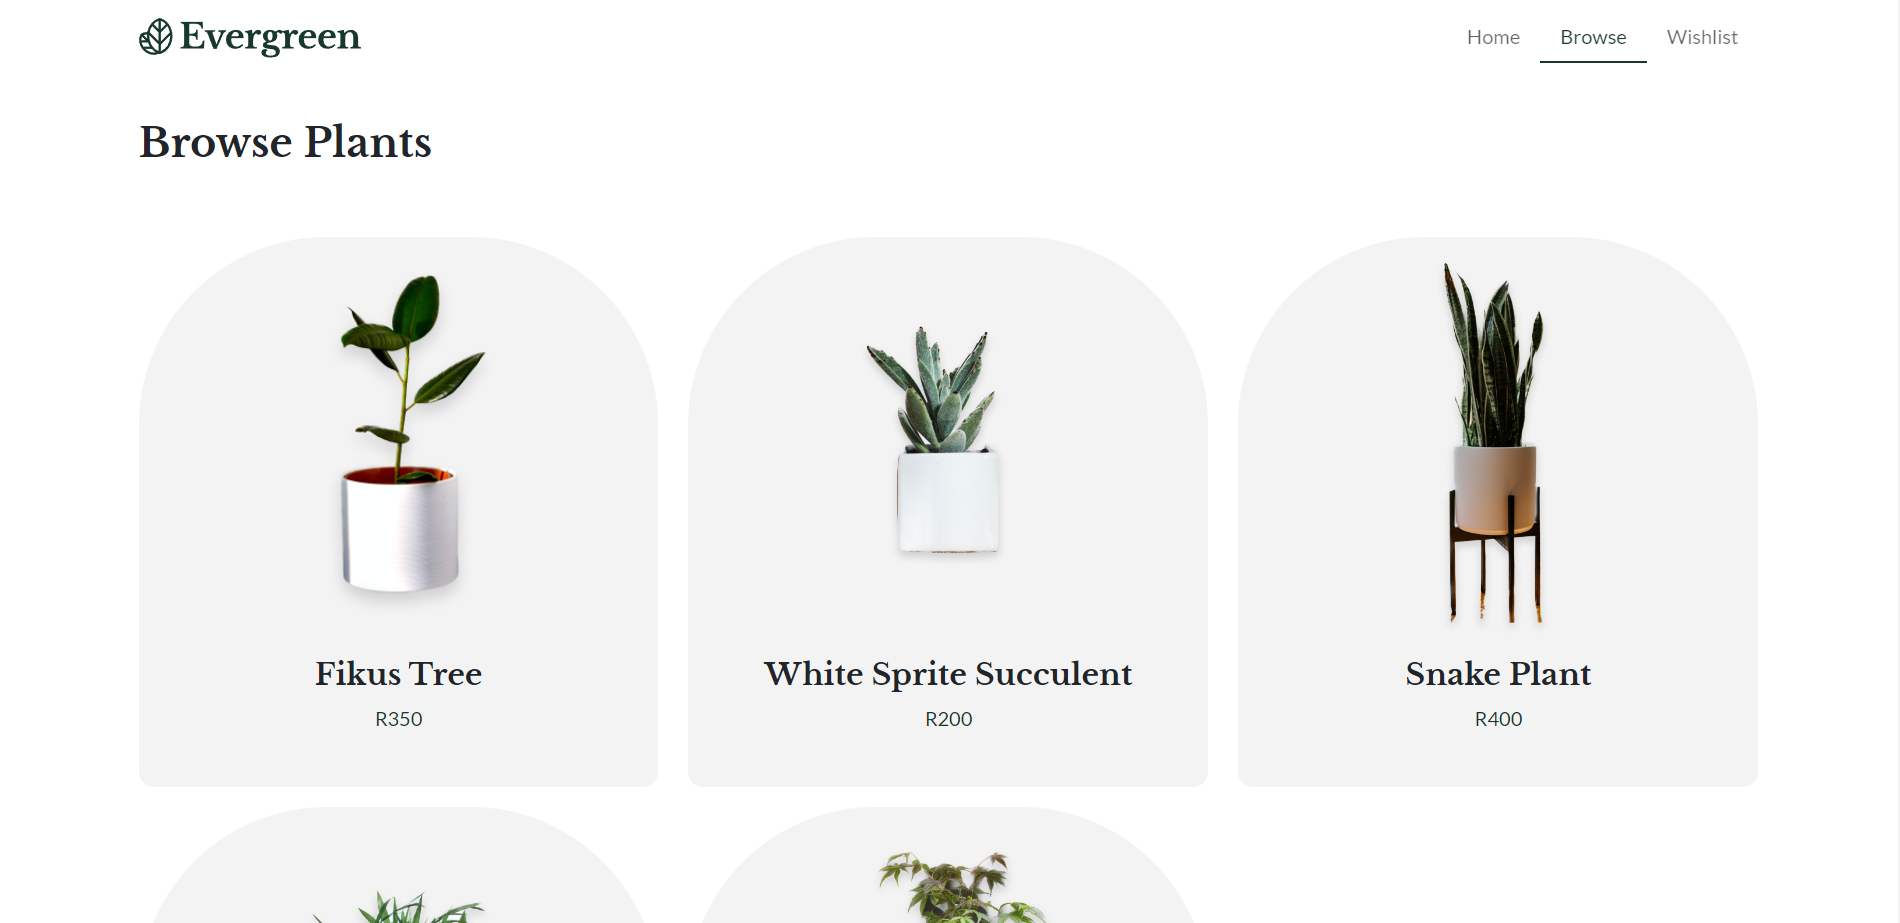 Evergreen
Home Browse Wishlist
Browse Plants
Fikus Tree
R350
White Sprite Succulent
R200
Snake Plant
R400